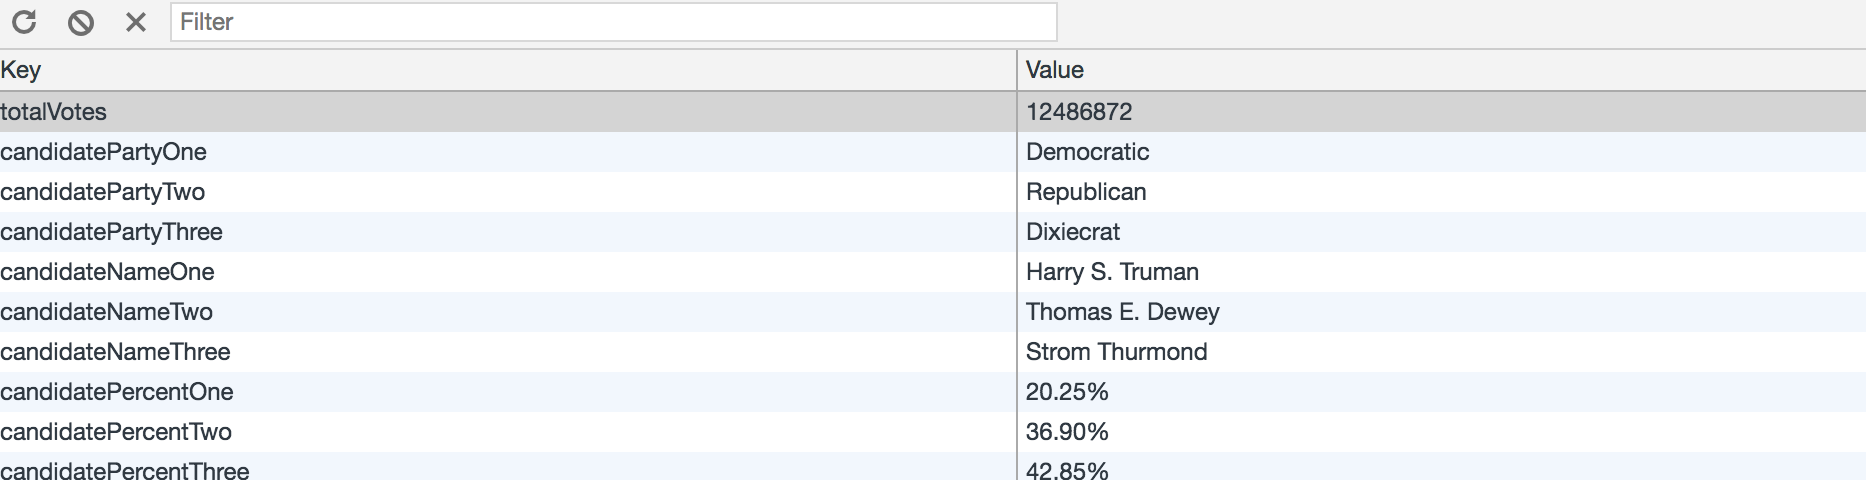 Filter
Key Value
totalVotes 12486872
candidatePartyOne Democratic
candidatePartyTwo Republican
candidatePartyThree Dixiecrat
candidateNameOne Harry S. Truman
candidateNameTwo Thomas E. Dewey
candidateNameThree Strom Thurmond
candidatePercentOne 20.25%
candidatePercentTwo 36.90%
candidatePercentThree 42.85%